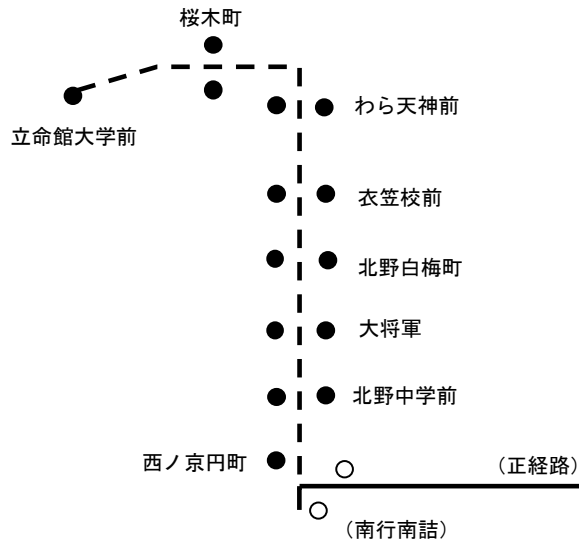 桜木町
立命館大学前
わら天神前
衣笠校前
北野白梅町
大将軍
北野中学前
西ノ京円町
（正経路）
（南行南詰）